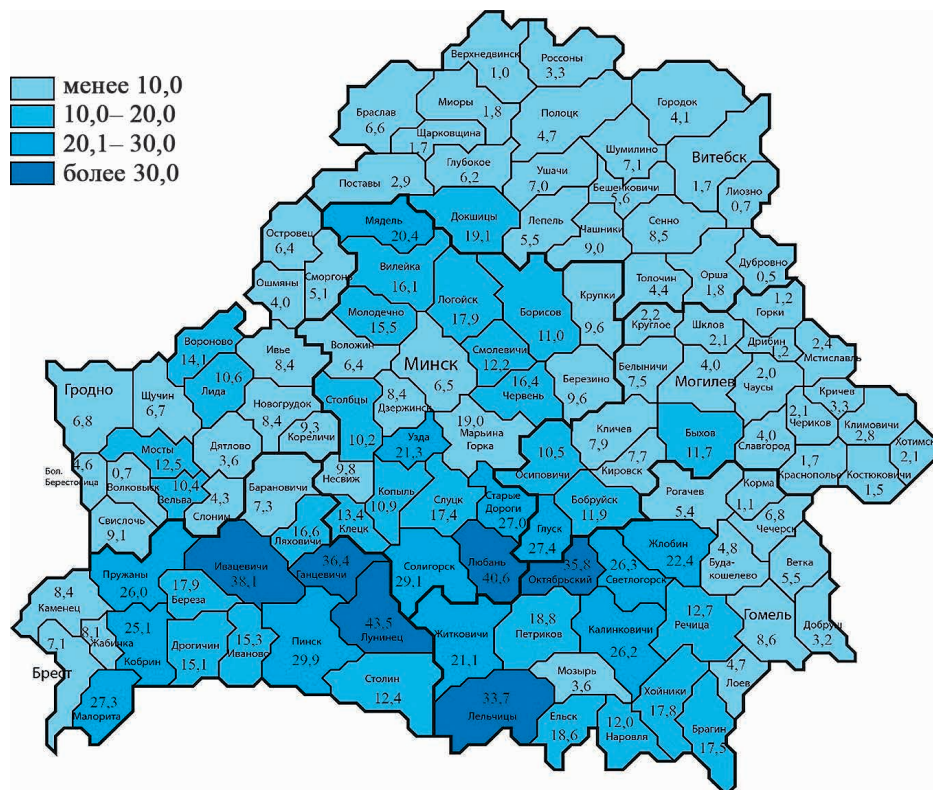 менее 10,0
10,0– 20,0
20,1– 30,0
более 30,0
Верхнедвинск
1,0
Россоны
3,3
Браслав
6,6
Миоры
1,8
Полоцк
4,7
Городок
4,1
Шарковщина
1,7
Глубокое
6,2
Ушачи
7,0
Шумилино
7,1
Витебск
1,7
Бешенковичи
5,6
Лиозно
0,7
Поставы 2,9
Докшицы
19,1
Лепель
5,5
Чашники
9,0
Сенно
8,5
Мядель
20,4
Островец
6,4
Ошмяны
4,0
Сморгонь
5,1
Вилейка
16,1
Логойск
17,9
Борисов
11,0
Крупки
9,6
Толочин
4,4
Орша
1,8
Дубровно
0,5
1,2
Горки
Молодечно
15,5
2,2
Круглое
Шклов
2,1
Дрибин
1,2
2,4
Мстиславль
Вороново
14,1
Ивье
8,4
Воложин
6,4
Минск
6,5
Смолевичи
12,2
16,4
Червень
Березино
9,6
Белыничи
7,5
4,0
Могилев
2,0
Чаусы
Кричев
3,3
Гродно
6,8
Щучин
6,7
10,6
Лида
Новогрудок
8,4
9,3
Кореличи
Столбцы
10,2
8,4
Дзержинск
19,0
Марьина
Горка
Узда
21,3
Кличев
7,9
7,7
Кировск
Быхов
11,7
4,0
Славгород
2,1
Чериков
Климовичи
2,8
Хотимск
2,1
1,7
Краснополье
Костюковичи
1,5
Мосты
12,5
Дятлово
3,6
Бол.
Берестовица
4,6
0,7
Волковыск
10,4
Зельва
4,3
Слоним
Свислочь
9,1
Барановичи
7,3
9,8
Несвиж
13,4
Клецк
Копыль
10,9
Слуцк
17,4
Старые
Дороги
27,0
10,5
Осиповичи
Бобруйск
11,9
Глуск
27,4
Рогачев
5,4
Корма
1,1
6,8
Чечерск
16,6
Ляховичи
Пружаны
26,0
Ивацевичи
38,1
36,4
Ганцевичи
Солигорск
29,1
Любань
40,6
35,8
Октябрьский
26,3
Светлогорск
Жлобин
22,4
4,8
Буда-
кошелево
Ветка
5,5
8,4
Каменец
17,9
Береза
7,1
Брест
8,1
Жабинка
25,1
Кобрин
Дрогичин
15,1
15,3
Иваново
Пинск
29,9
43,5
Лунинец
Житковичи
21,1
18,8
Петриков
Калинковичи
26,2
12,7
Речица
Гомель
8,6
Добруш
3,2
27,3
Малорита
Столин
12,4
33,7
Лельчицы
Мозырь
3,6
Ельск
18,6
12,0
Наровля
Хойники
17,8
4,7
Лоев
Брагин
17,5